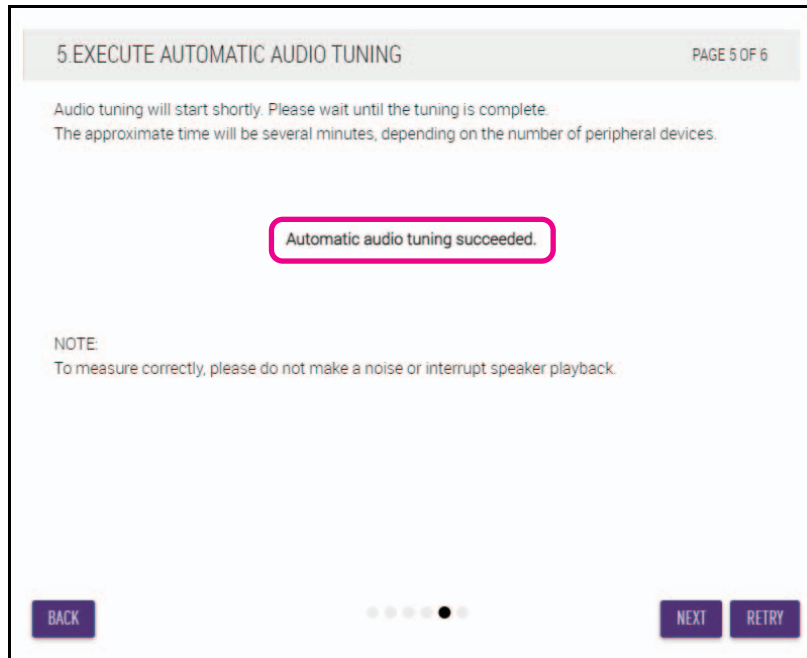 5.EXECUTE AUTOMATIC AUDIO TUNING PAGE 5 OF 6
Audio tuning will start shortly. Please wait until the tuning is complete.
The approximate time will be several minutes, depending on the number of peripheral devices.
Automatic audio tuning succeeded.
NOTE:
To measure correctly, please do not make a noise or interrupt speaker playback.
BACK NEXT RETRY